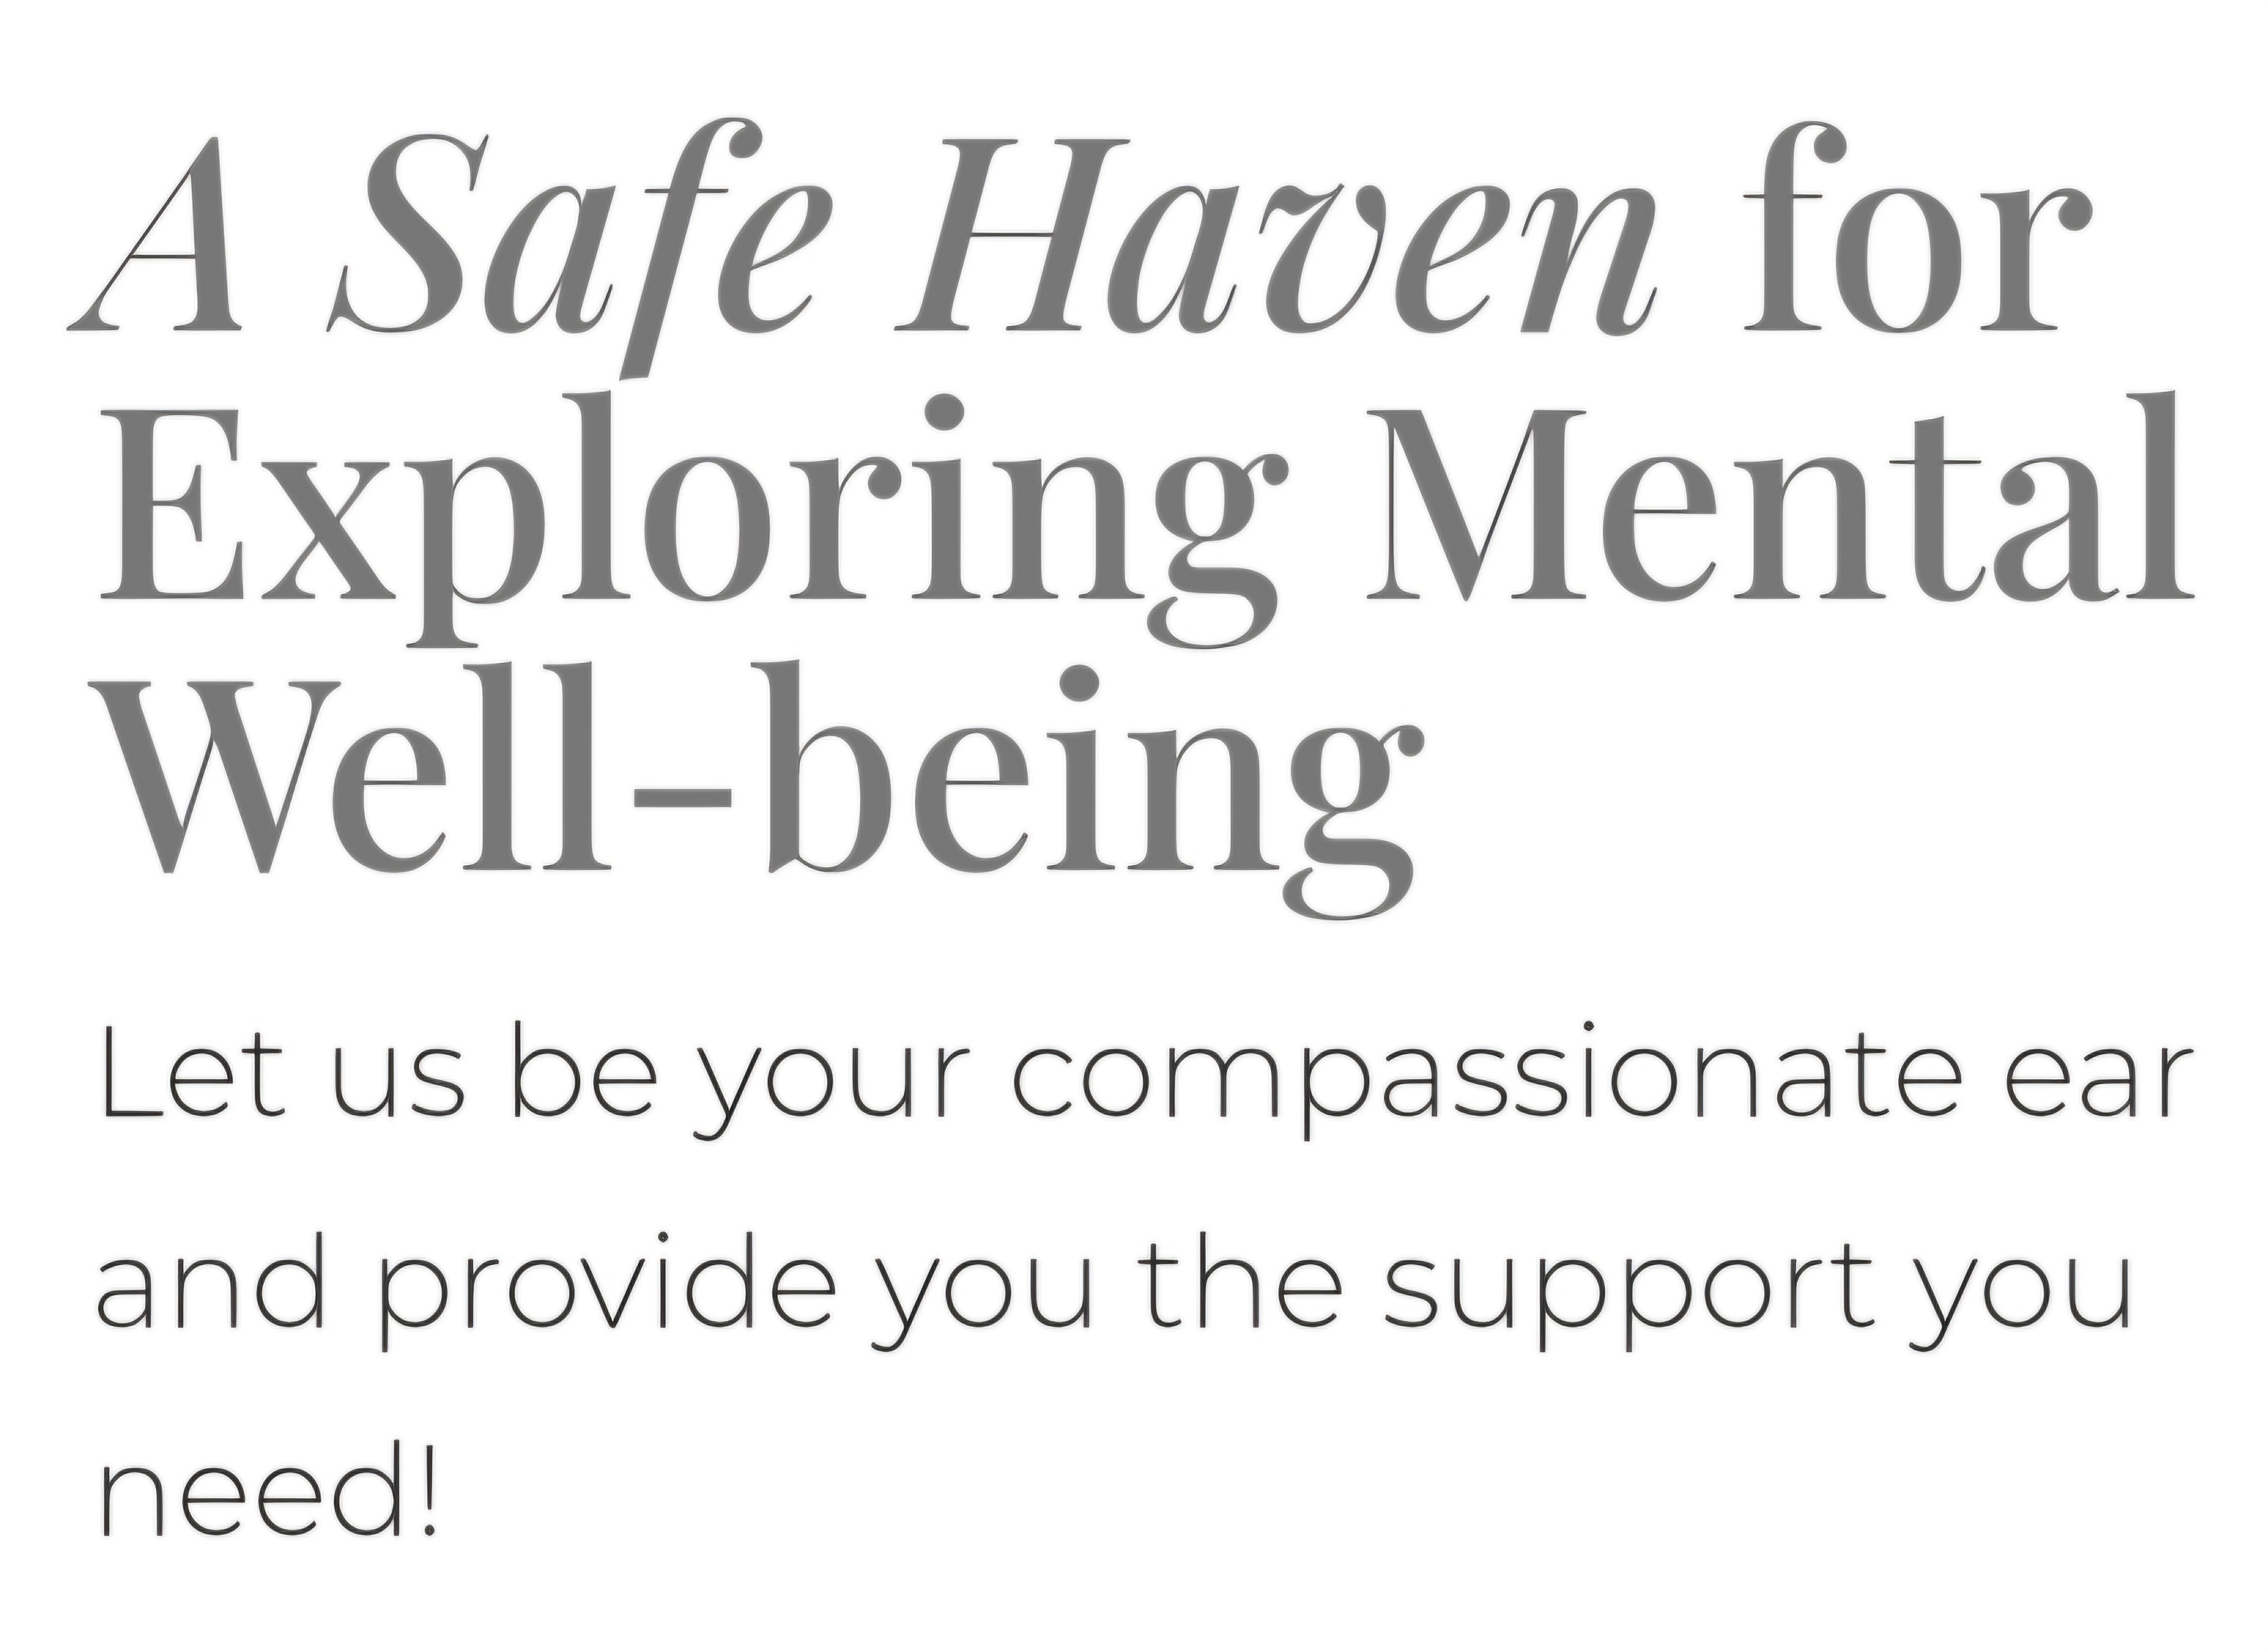 A Safe Haven for
Exploring Mental
Well-being
Let us be your compassionate ear
and provide you the support you
need!